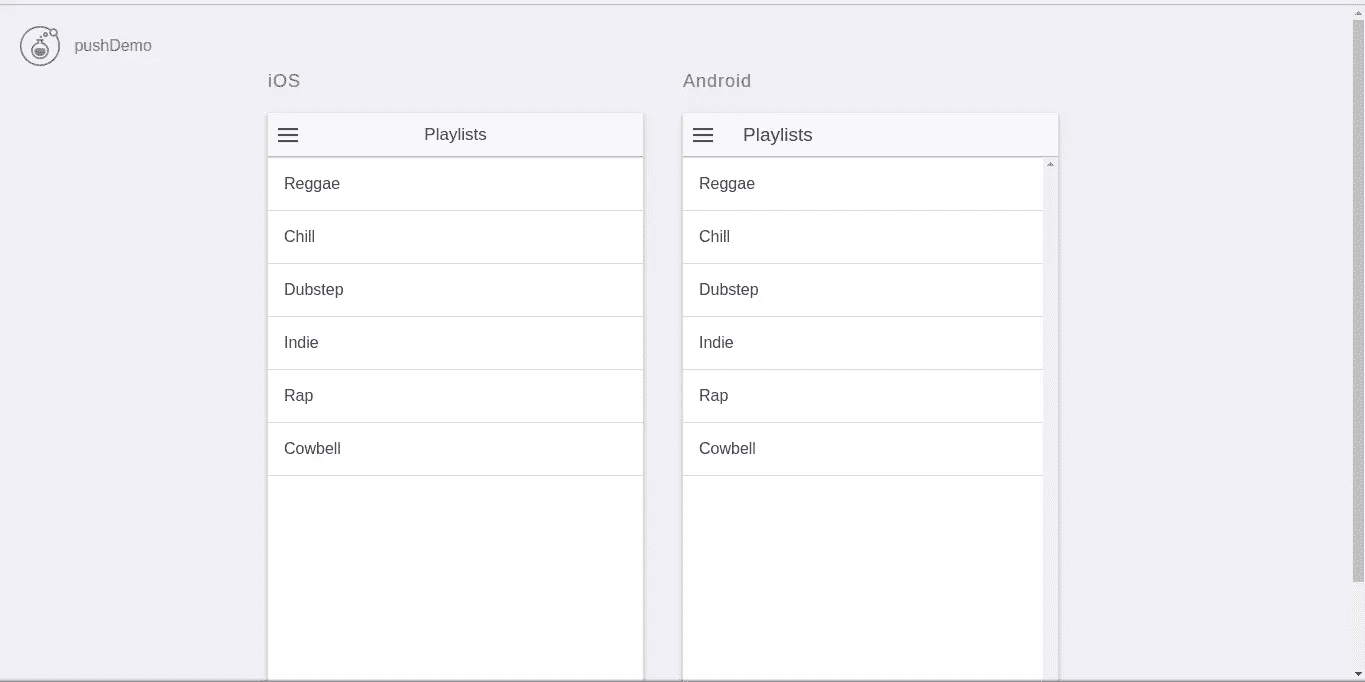 pushDemo
iOS
Playlists
Reggae
Chill
Dubstep
Indie
Rap
Cowbell
Android
Playlists
Reggae
Chill
Dubstep
Indie
Rap
Cowbell